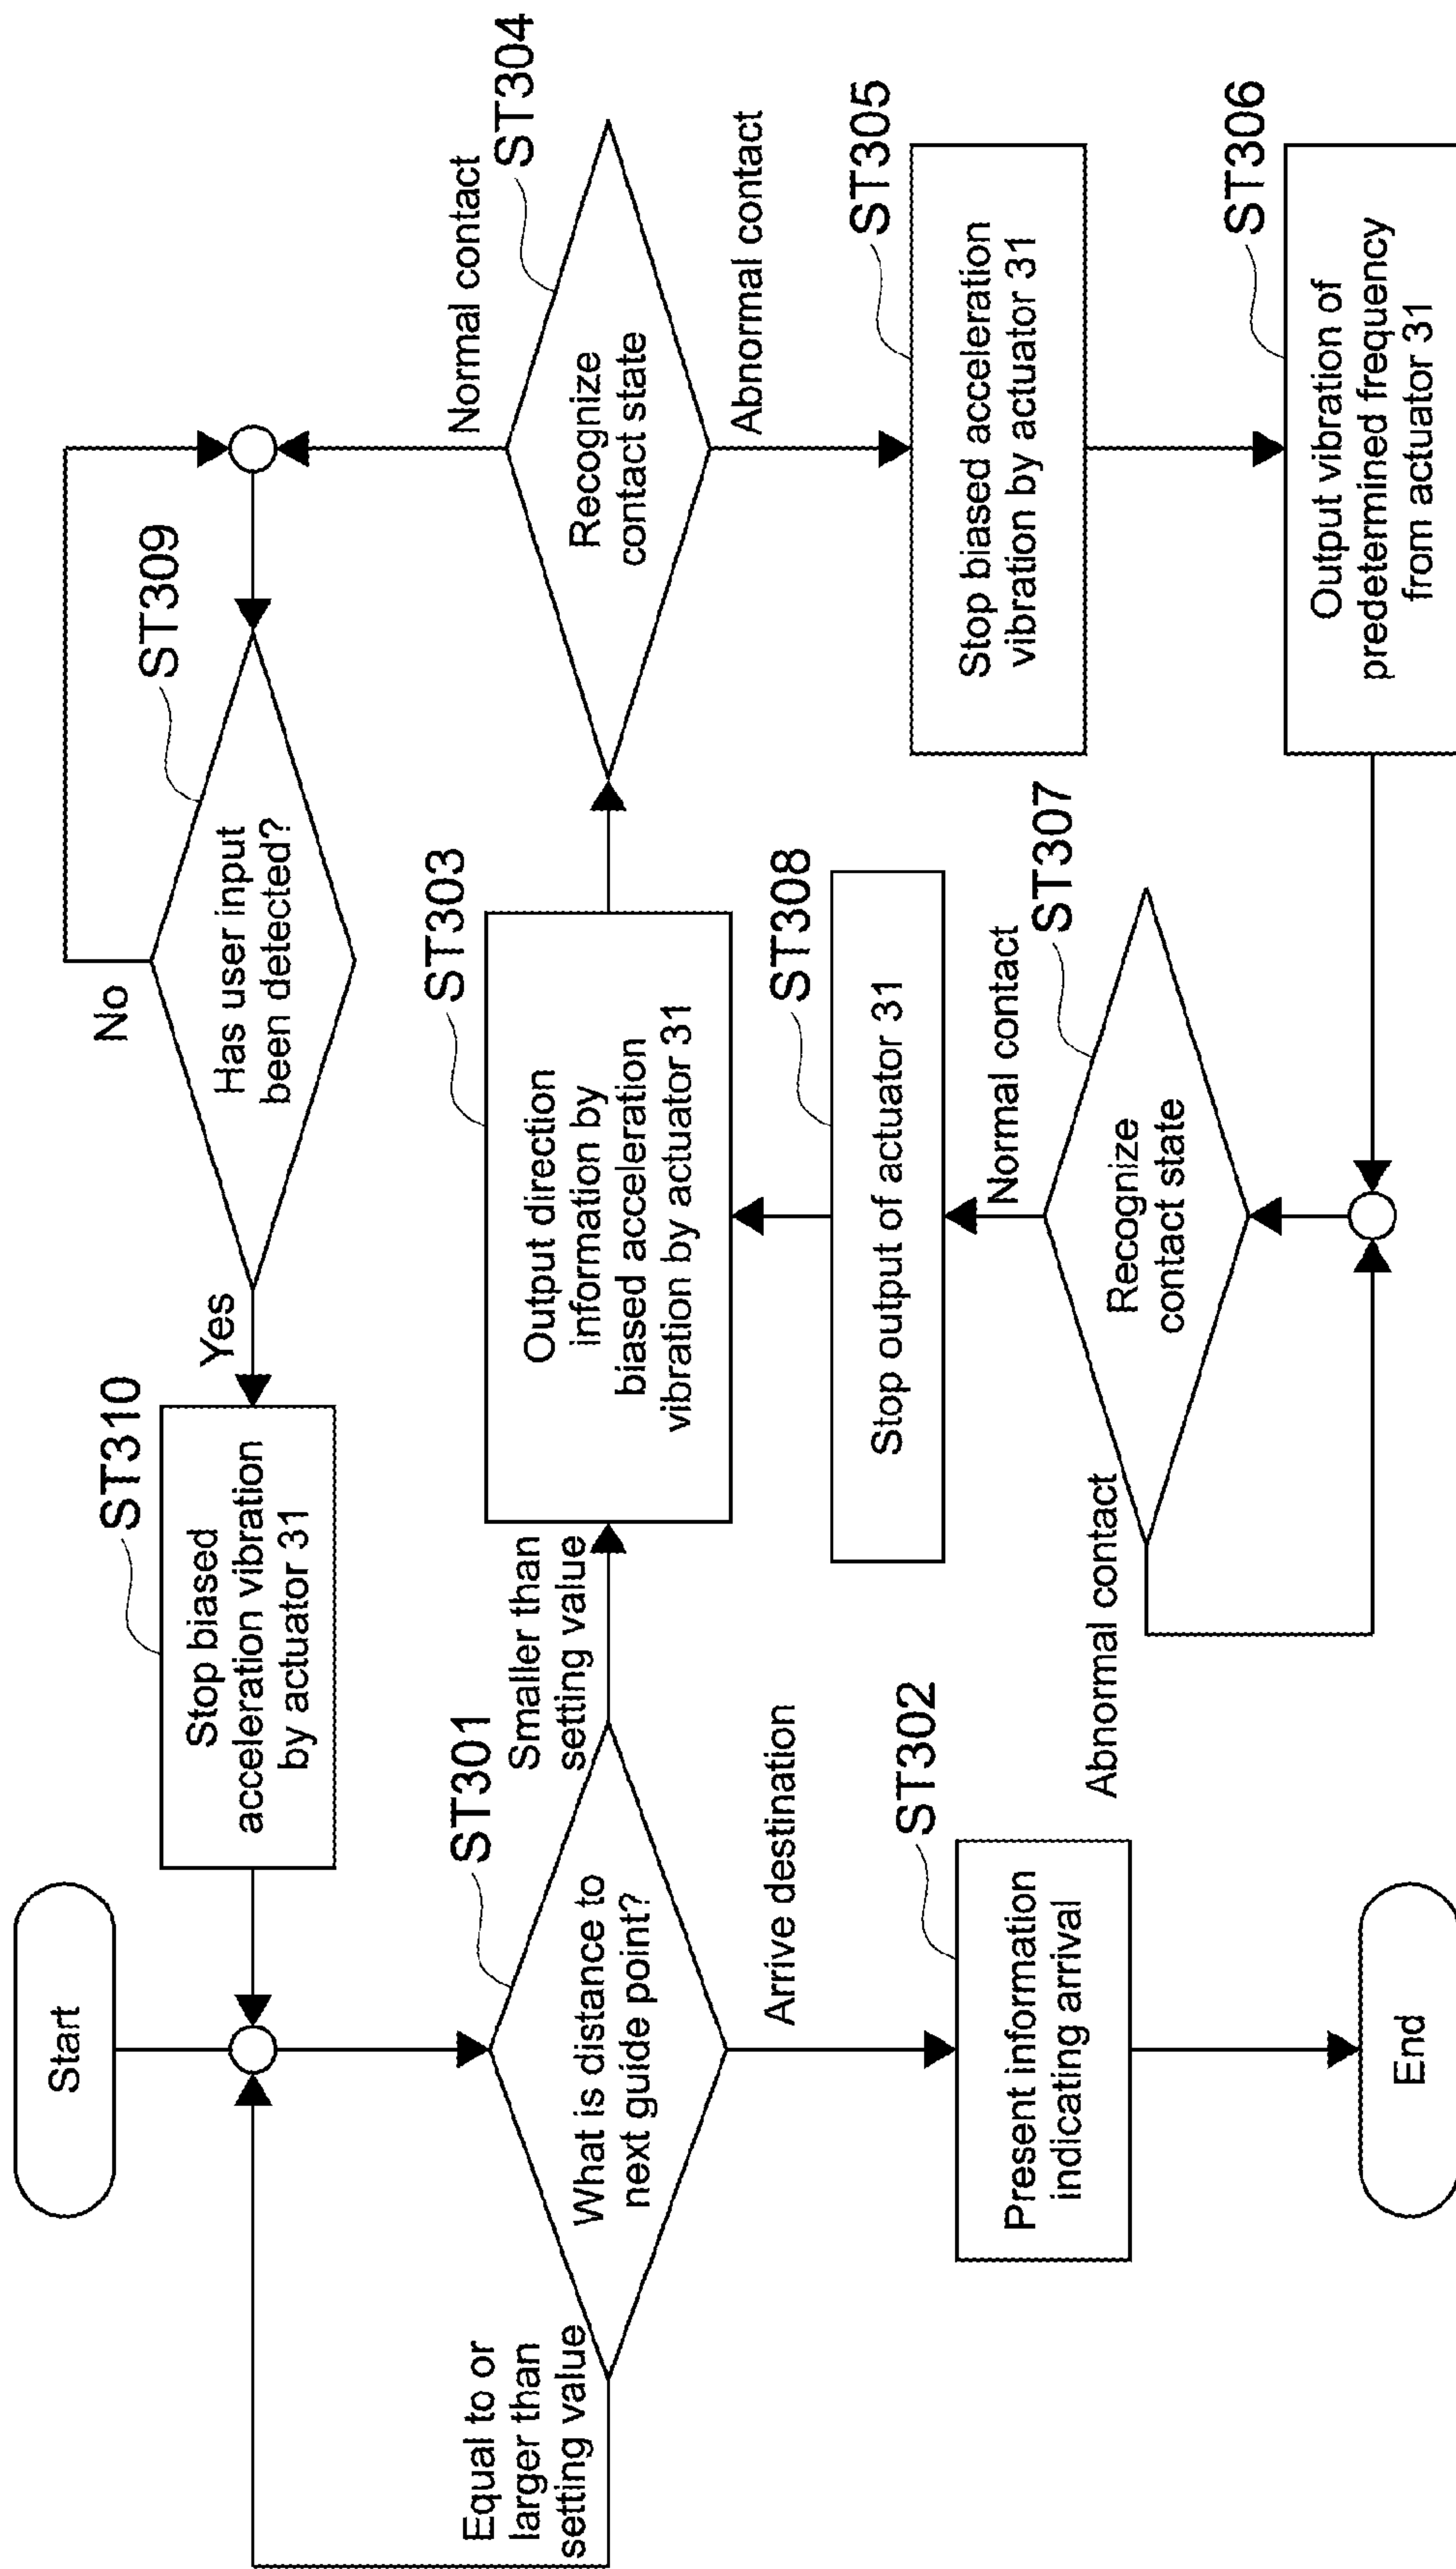 Start
ST310
Stop biased
acceleration vibration
by actuator 31
Yes
ST309
Has user input
been detected?
No
Equal to or
larger than
setting value
ST301
What is distance to
next guide point?
Smaller than
setting value
ST303
Output direction
information by
biased acceleration
vibration by actuator 31
ST304
Recognize
contact state
Normal contact
Abnormal contact
Arrive destination
ST302
Present information
indicating arrival
End
ST308
Stop output of actuator 31
Normal contact
ST307
Recognize
contact state
Abnormal contact
ST305
Stop biased acceleration
vibration by actuator 31
ST306
Output vibration of
predetermined frequency
from actuator 31